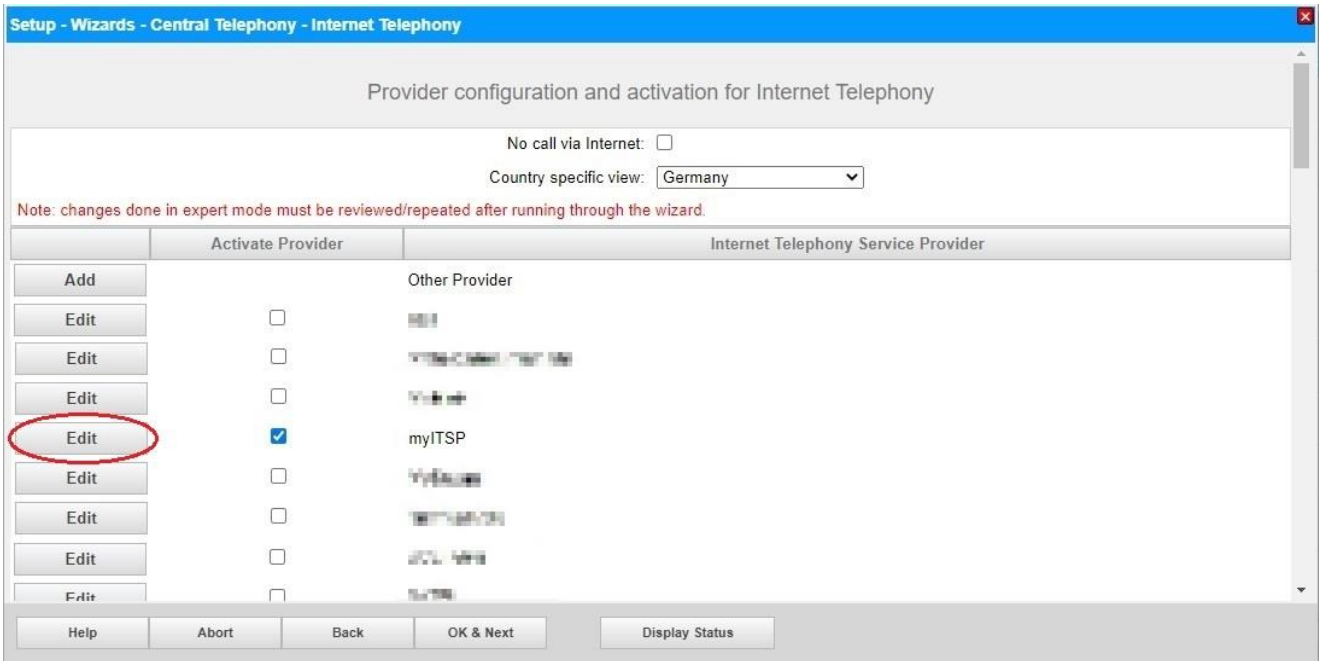 Setup - Wizards - Central Telephony - Internet Telephony
Provider configuration and activation for Internet Telephony
No call via Internet:
Country specific view: Germany
Note: changes done in expert mode must be reviewed/repeated after running through the wizard.
Activate Provider Internet Telephony Service Provider
Add Other Provider
Edit
Edit
Edit
Edit myITSP
Edit
Edit
Edit
Edit
Help Abort Back OK & Next Display Status